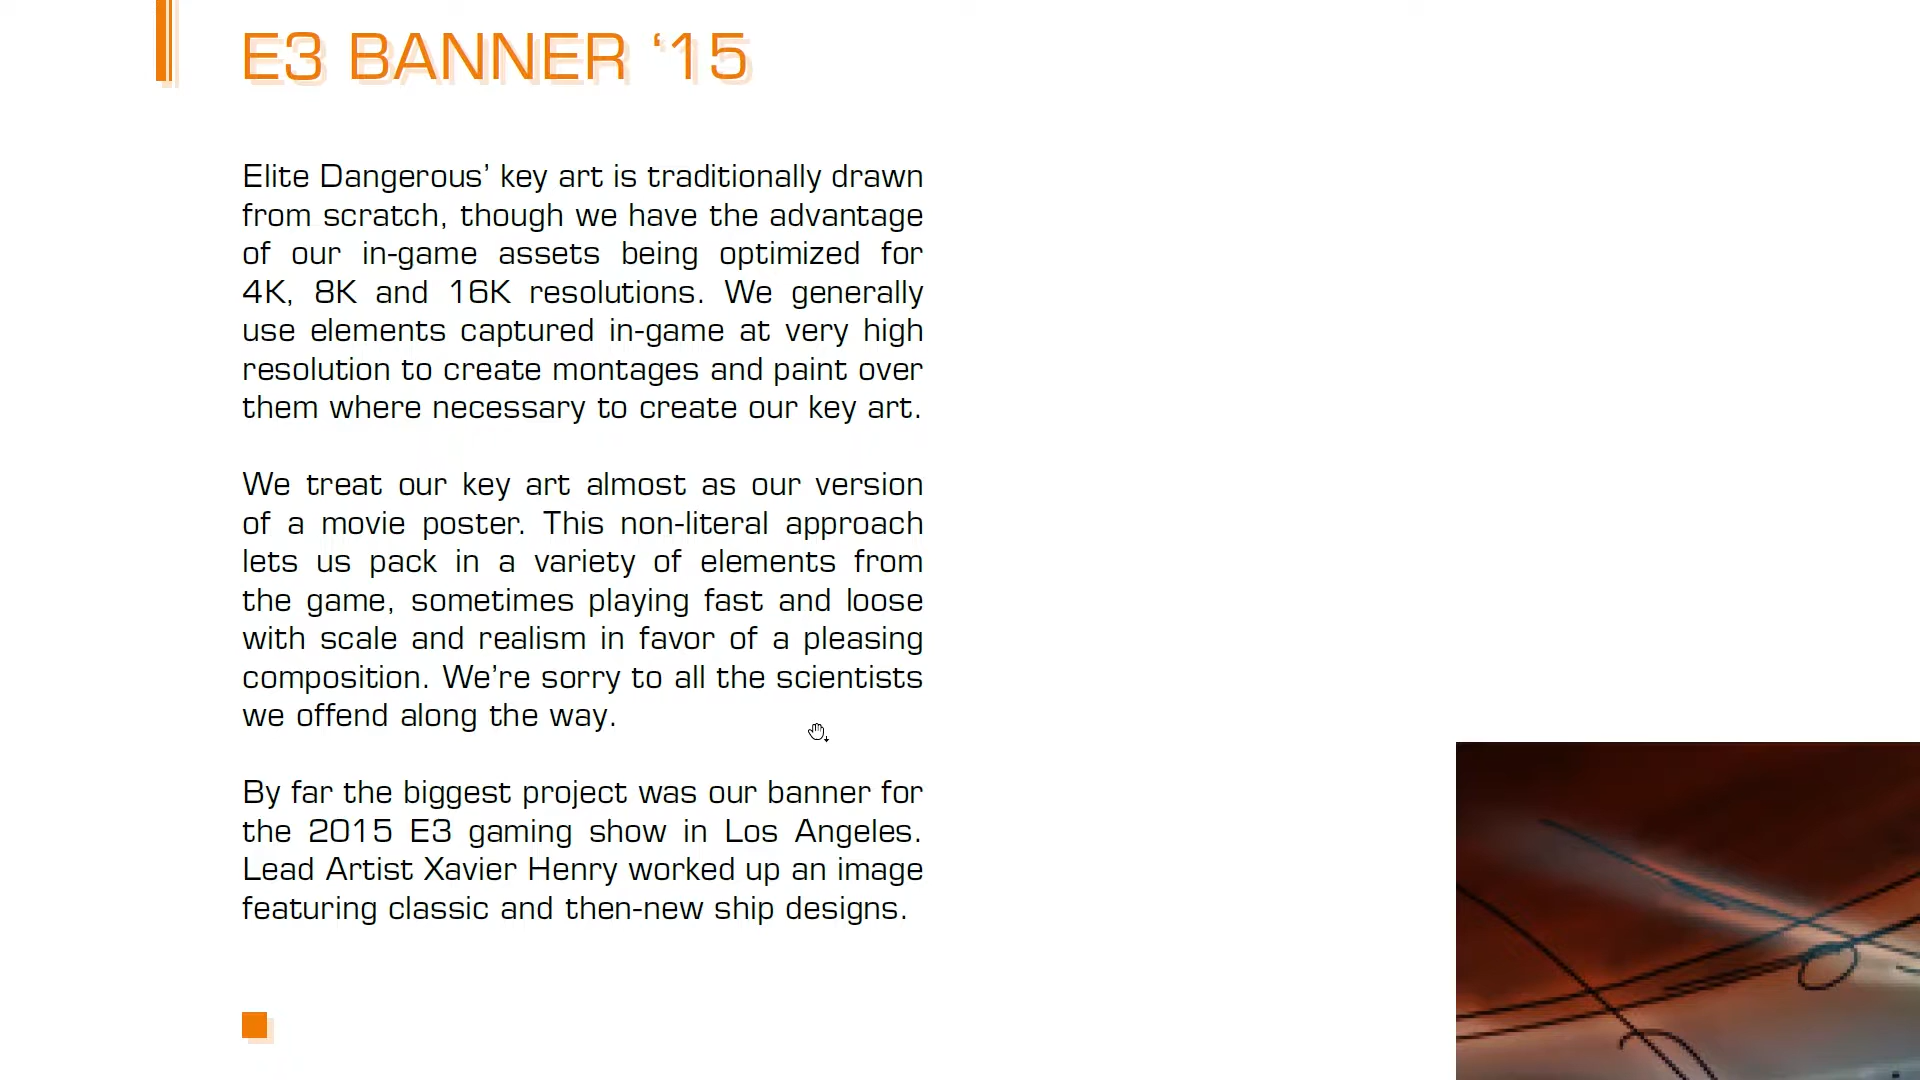 E3 BANNER ‘15
Elite Dangerous’ key art is traditionally drawn
from scratch, though we have the advantage
of our in-game assets being optimized for
4K, 8K and 16K resolutions. We generally
use elements captured in-game at very high
resolution to create montages and paint over
them where necessary to create our key art.
We treat our key art almost as our version
of a movie poster. This non-literal approach
lets us pack in a variety of elements from
the game, sometimes playing fast and loose
with scale and realism in favor of a pleasing
composition. We’re sorry to all the scientists
we offend along the way.
By far the biggest project was our banner for
the 2015 E3 gaming show in Los Angeles.
Lead Artist Xavier Henry worked up an image
featuring classic and then-new ship designs.